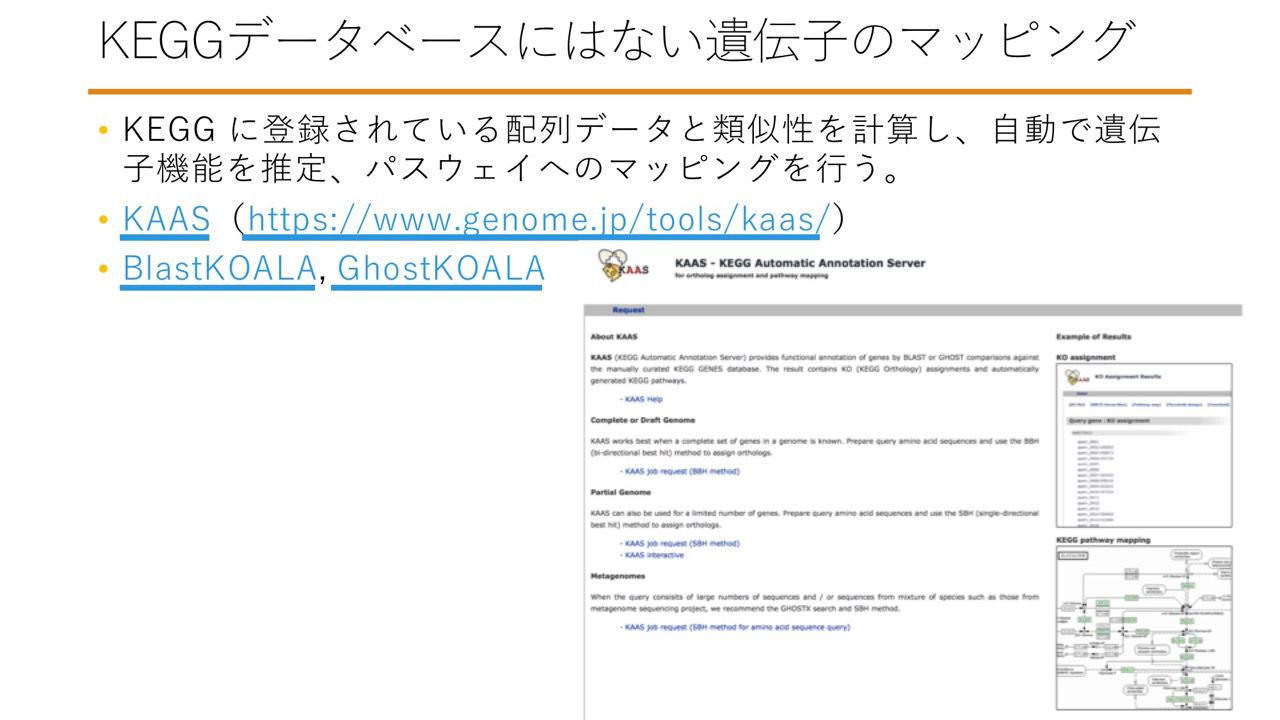 KEGGデータベースにはない遺伝子のマッピング
• KEGG に登録されている配列データと類似性を計算し、自動で遺伝
子機能を推定、パスウェイへのマッピングを行う。
• KAAS（https://www.genome.jp/tools/kaas/）
• BlastKOALA, GhostKOALA
KAAS
KAAS - KEGG Automatic Annotation Server
for ortholog assignment and pathway mapping
Request
About KAAS
KAAS (KEGG Automatic Annotation Server) provides functional annotation of genes by BLAST or GHOST comparisons against
the manually curated KEGG GENES database. The result contains KO (KEGG Orthology) assignments and automatically
generated KEGG pathways.
- KAAS Help
Complete or Draft Genome
KAAS works best when a complete set of genes in a genome is known. Prepare query amino acid sequences and use the BBH
(bi-directional best hit) method to assign orthologs.
- KAAS job request (BBH method)
Partial Genome
KAAS can also be used for a limited number of genes. Prepare query amino acid sequences and use the SBH (single-directional
best hit) method to assign orthologs.
- KAAS job request (SBH method)
- KAAS interactive
Metagenomes
When the query consisits of large numbers of sequences and / or sequences from mixture of species such as those from
metagenome sequencing project, we recommend the GHOSTX search and SBH method.
- KAAS job request (SBH method for amino acid sequence query)
Example of Results
KO assignment
KAAS
KO Assignment Results
Query gene : KO assignment
KEGG pathway mapping